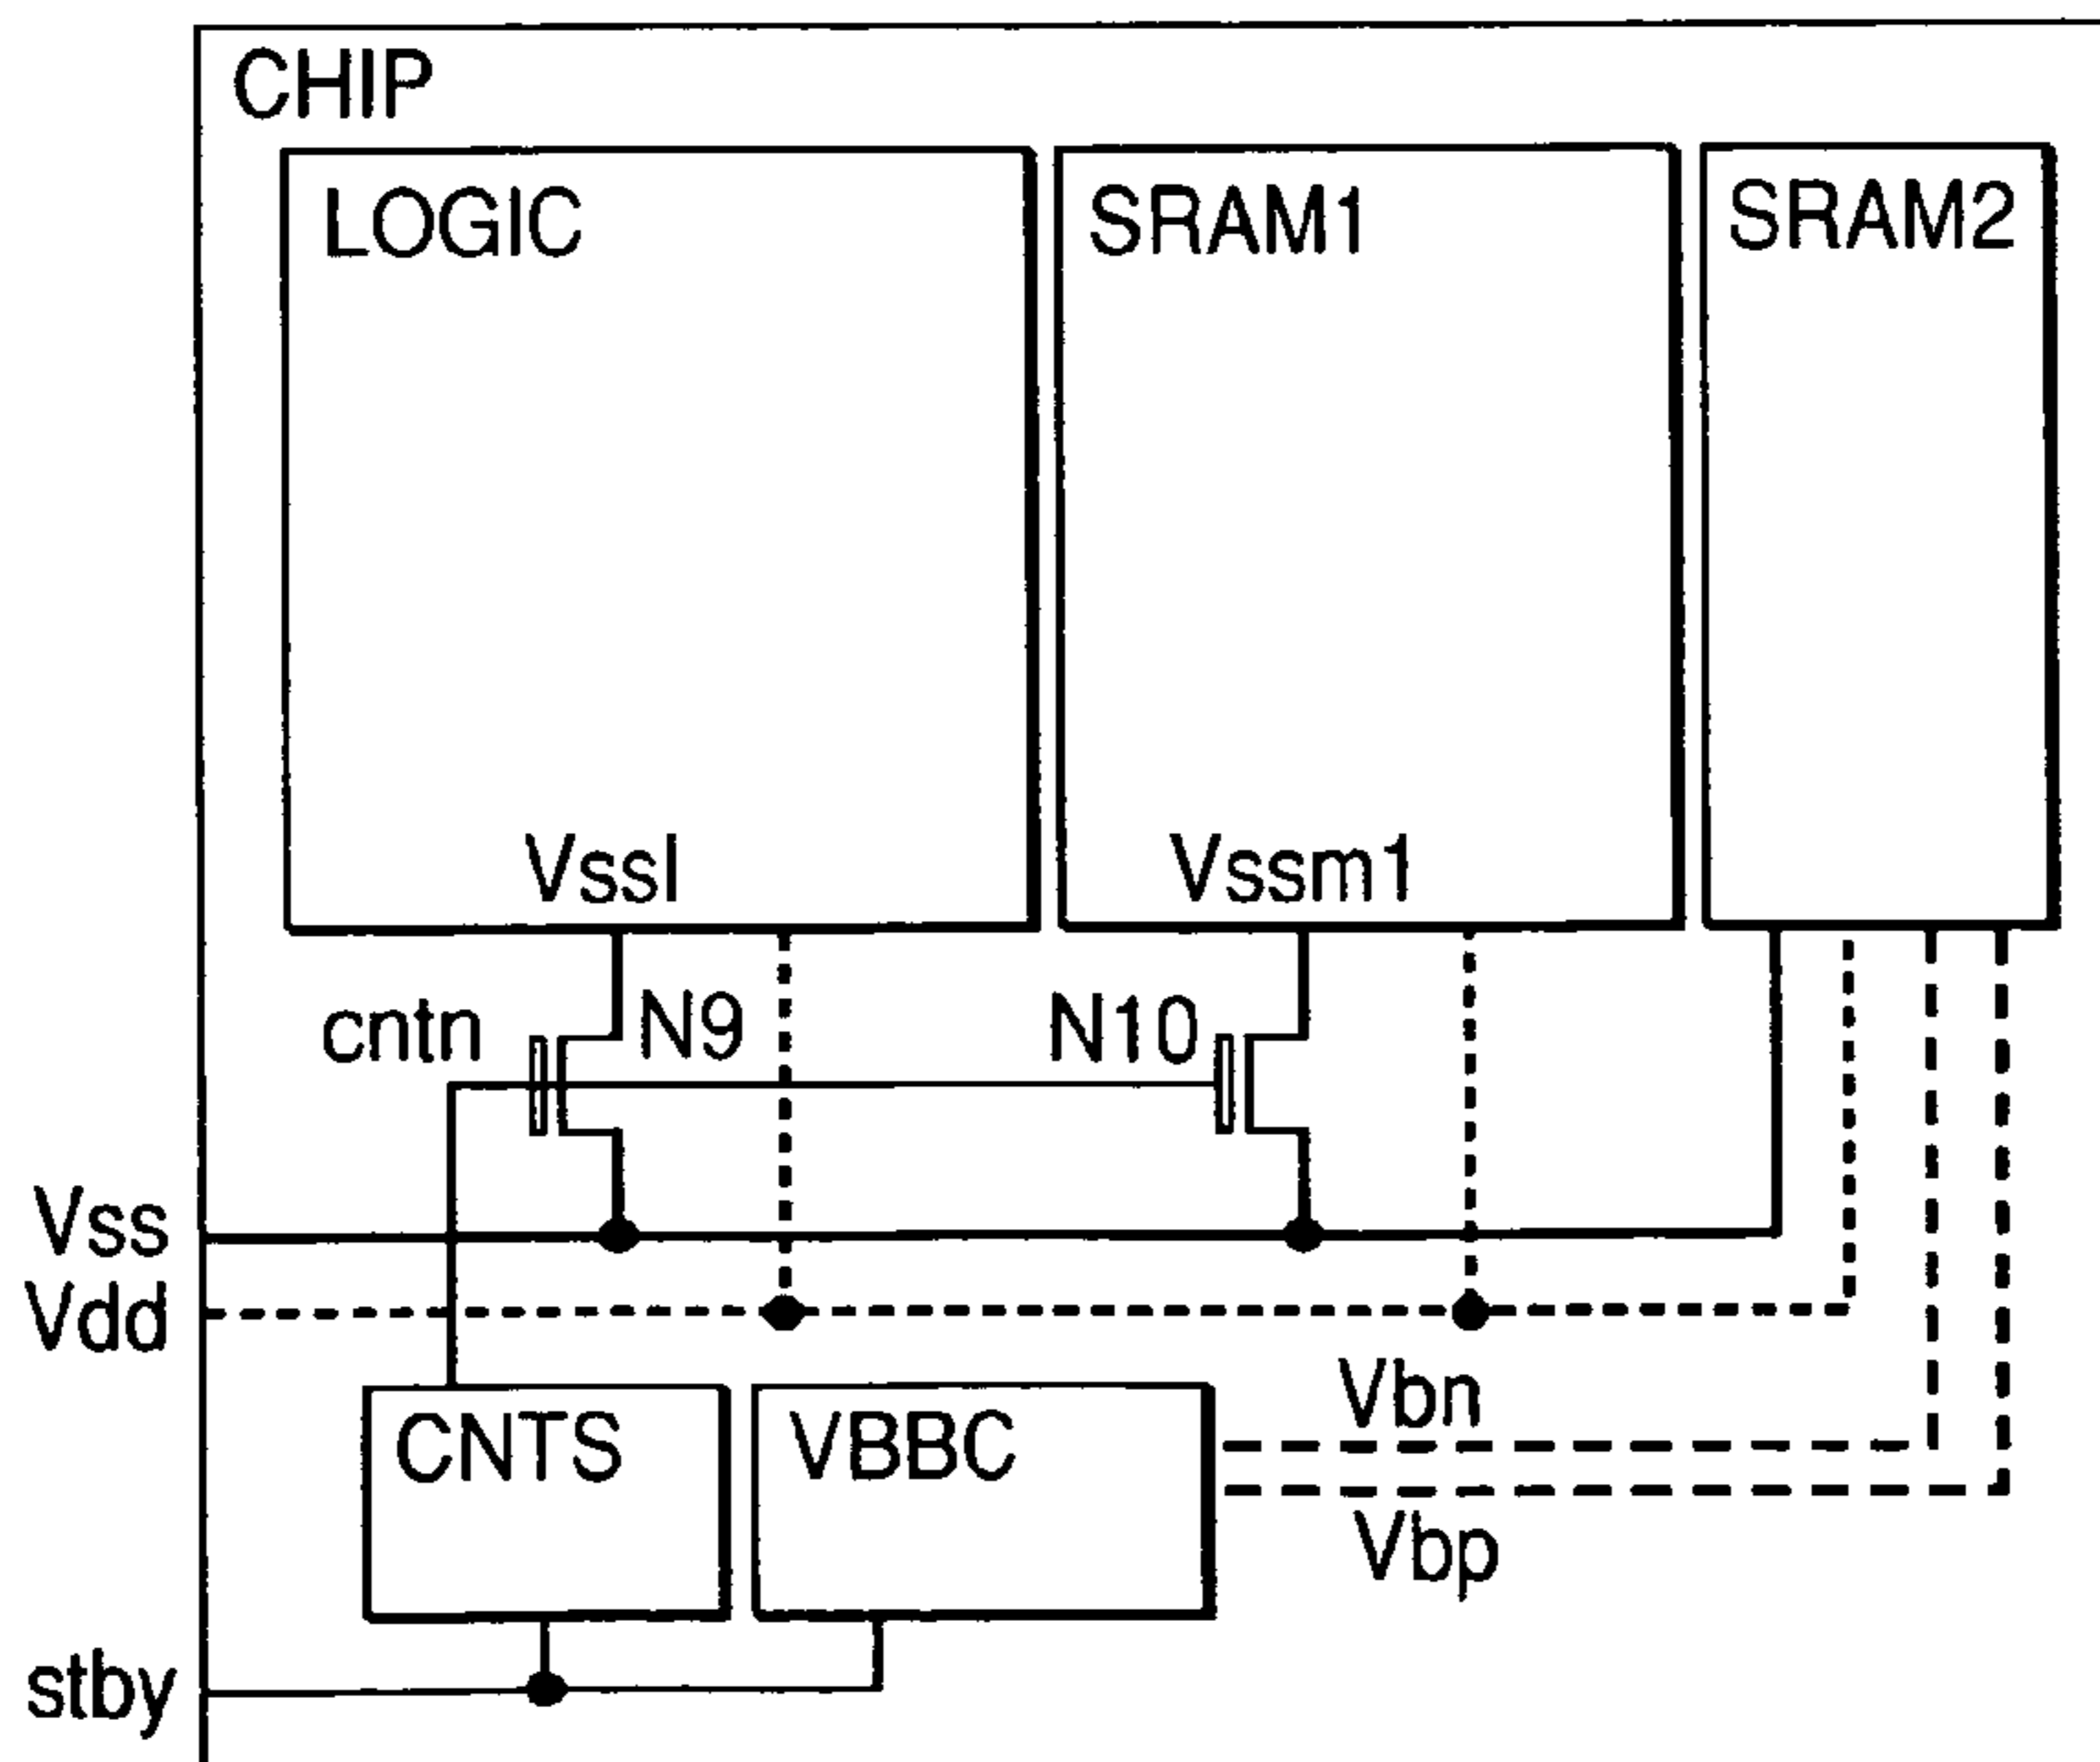 CHIP
LOGIC
SRAM1
SRAM2
Vssl
Vssm1
cntn
N9
N10
Vss
Vdd
Vbn
CNTS
VBBC
Vbp
stby